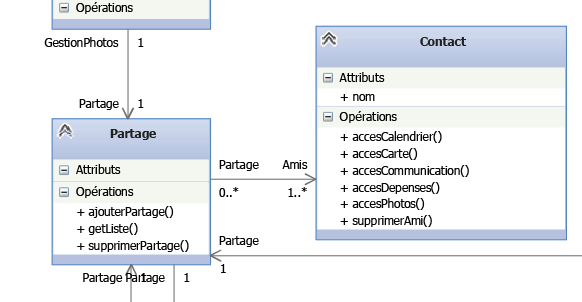 Opérations
GestionPhotos 1
Partage 1
Partage
Attributs
Opérations
+ ajouterPartage()
+ getListe()
+ supprimerPartage()
Partage Amis
0..* 1..*
Contact
Attributs
+ nom
Opérations
+ accesCalendrier()
+ accesCarte()
+ accesCommunication()
+ accesDepenses()
+ accesPhotos()
+ supprimerAmi()
Partage
1
Partage Partage 1 1